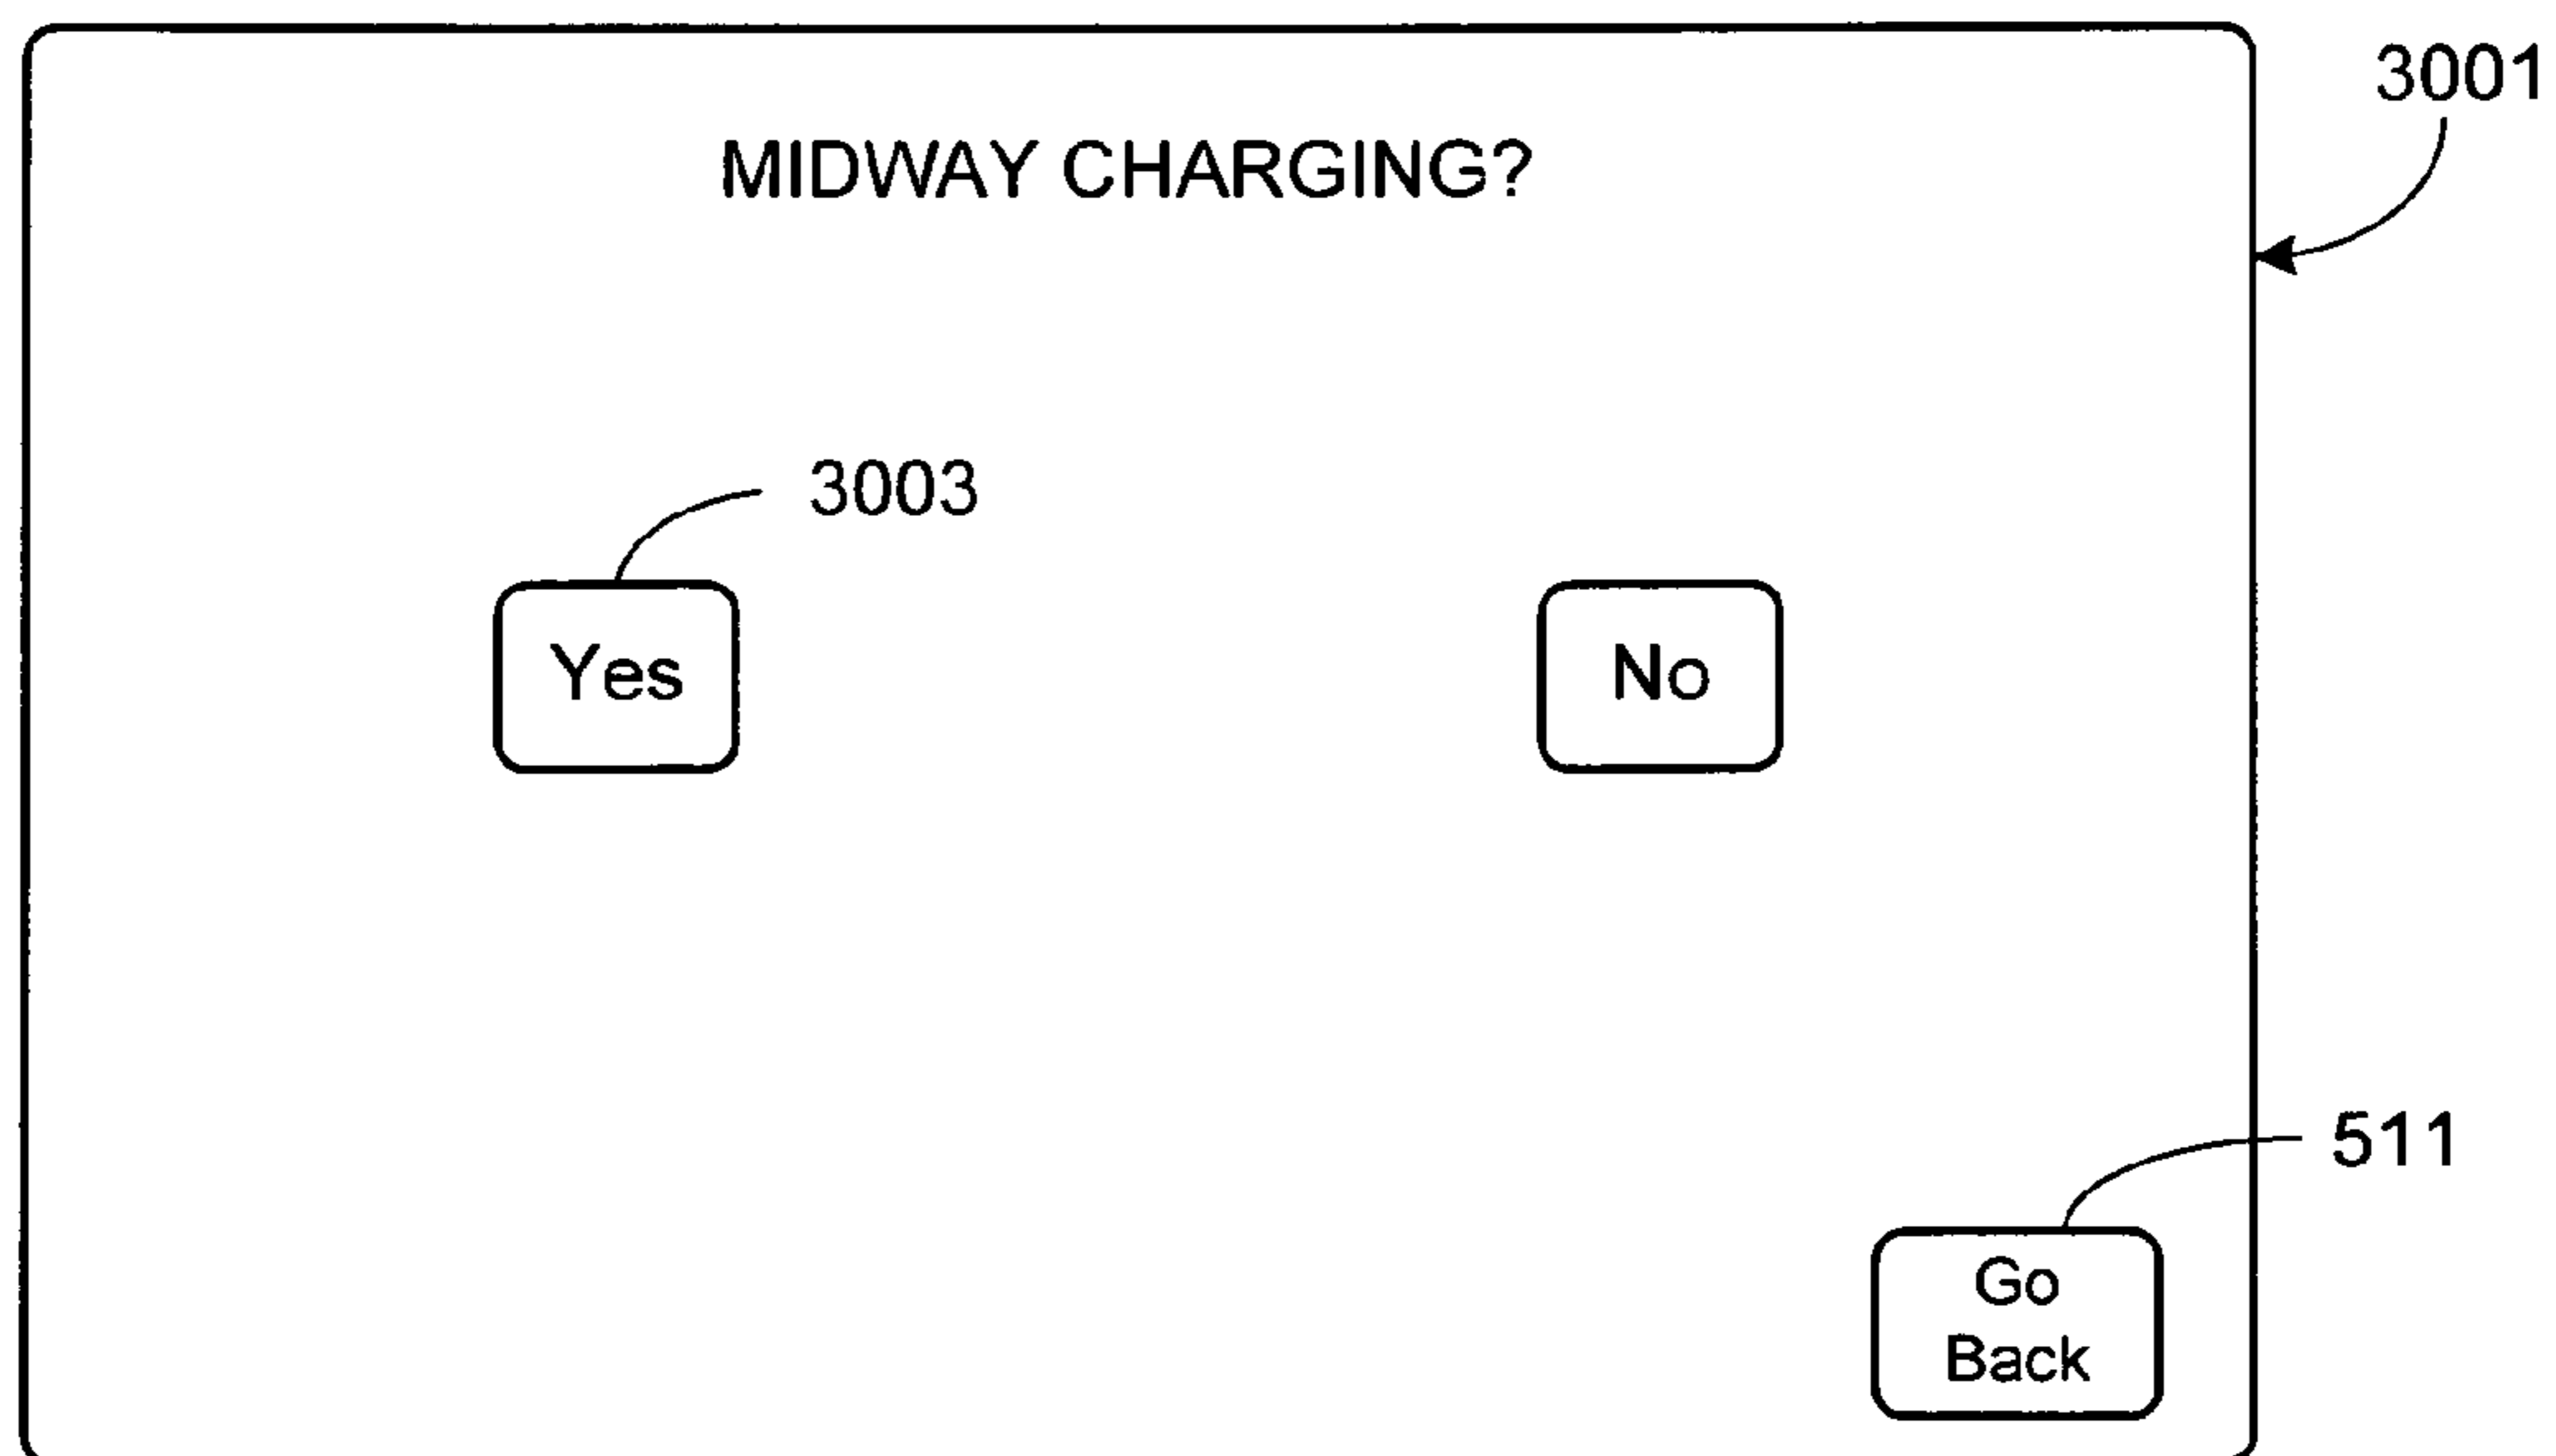 3001
MIDWAY CHARGING?
3003
Yes
No
511
Go
Back